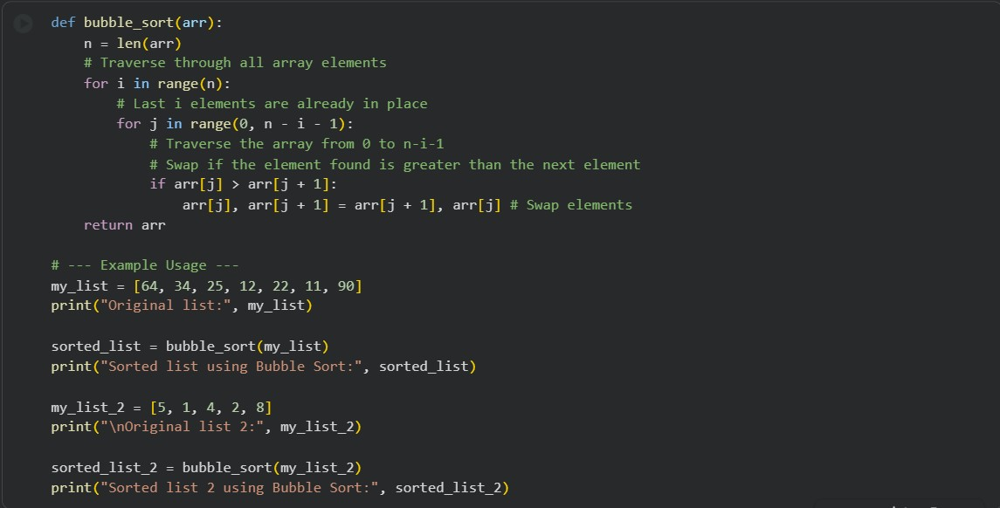 def bubble_sort(arr):
    n = len(arr)
    # Traverse through all array elements
    for i in range(n):
        # Last i elements are already in place
        for j in range(0, n - i - 1):
            # Traverse the array from 0 to n-i-1
            # Swap if the element found is greater than the next element
            if arr[j] > arr[j + 1]:
                arr[j], arr[j + 1] = arr[j + 1], arr[j] # Swap elements
    return arr

# --- Example Usage ---
my_list = [64, 34, 25, 12, 22, 11, 90]
print("Original list:", my_list)

sorted_list = bubble_sort(my_list)
print("Sorted list using Bubble Sort:", sorted_list)

my_list_2 = [5, 1, 4, 2, 8]
print("\nOriginal list 2:", my_list_2)

sorted_list_2 = bubble_sort(my_list_2)
print("Sorted list 2 using Bubble Sort:", sorted_list_2)